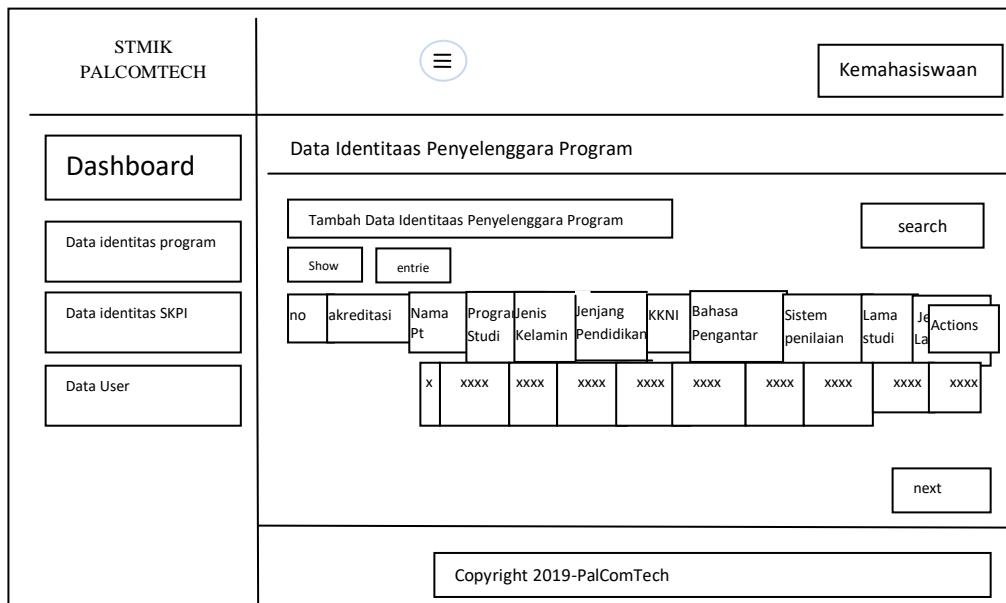 STMIK
PALCOMTECH
Kemahasiswaan
Dashboard
Data identitas program
Data identitas SKPI
Data User
Data Identitaas Penyelenggara Program
Tambah Data Identitaas Penyelenggara Program
search
Show
entrie
no
akreditasi
Nama
Pt
Program
Studi
Jenis
Kelamin
Jenjang
Pendidikan
KKNI
Bahasa
Pengantar
Sistem
penilaian
Lama
studi
Actions
x xxxx xxxx xxxx xxxx xxxx xxxx xxxx xxxx xxxx
next
Copyright 2019-PalComTech